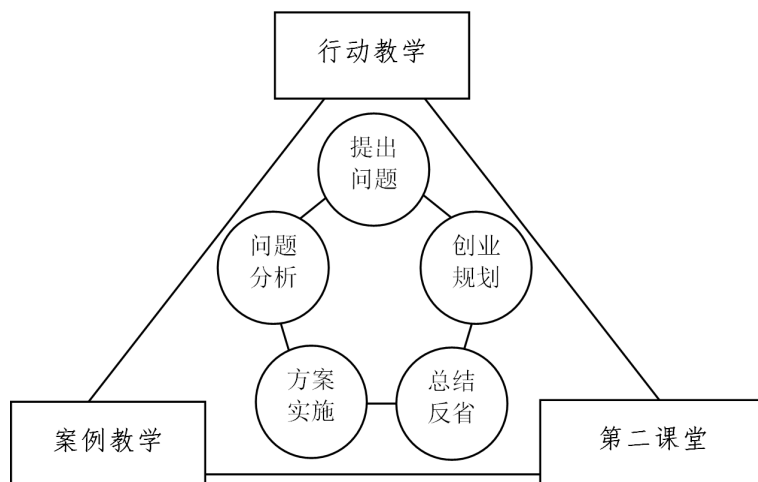 行动教学
提出
问题
问题
分析
创业
规划
方案
实施
总结
反省
案例教学
第二课堂